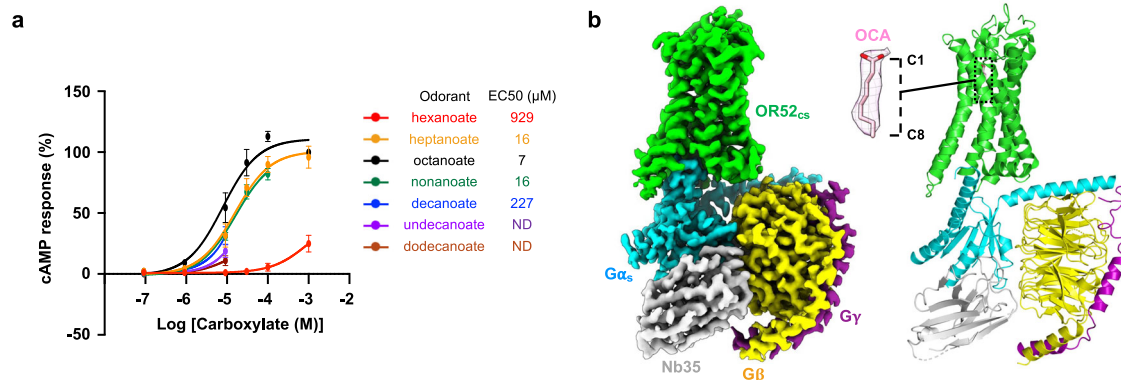 a
cAMP response (%)
150
100
50
0
-50
-7 -6 -5 -4 -3 -2
Log [Carboxylate (M)]
Odorant EC50 (µM)
hexanoate 929
heptanoate 16
octanoate 7
nonanoate 16
decanoate 227
undecanoate ND
dodecanoate ND
b
OCA
C1
C8
OR52cs
Gαs
Gγ
Nb35
Gß